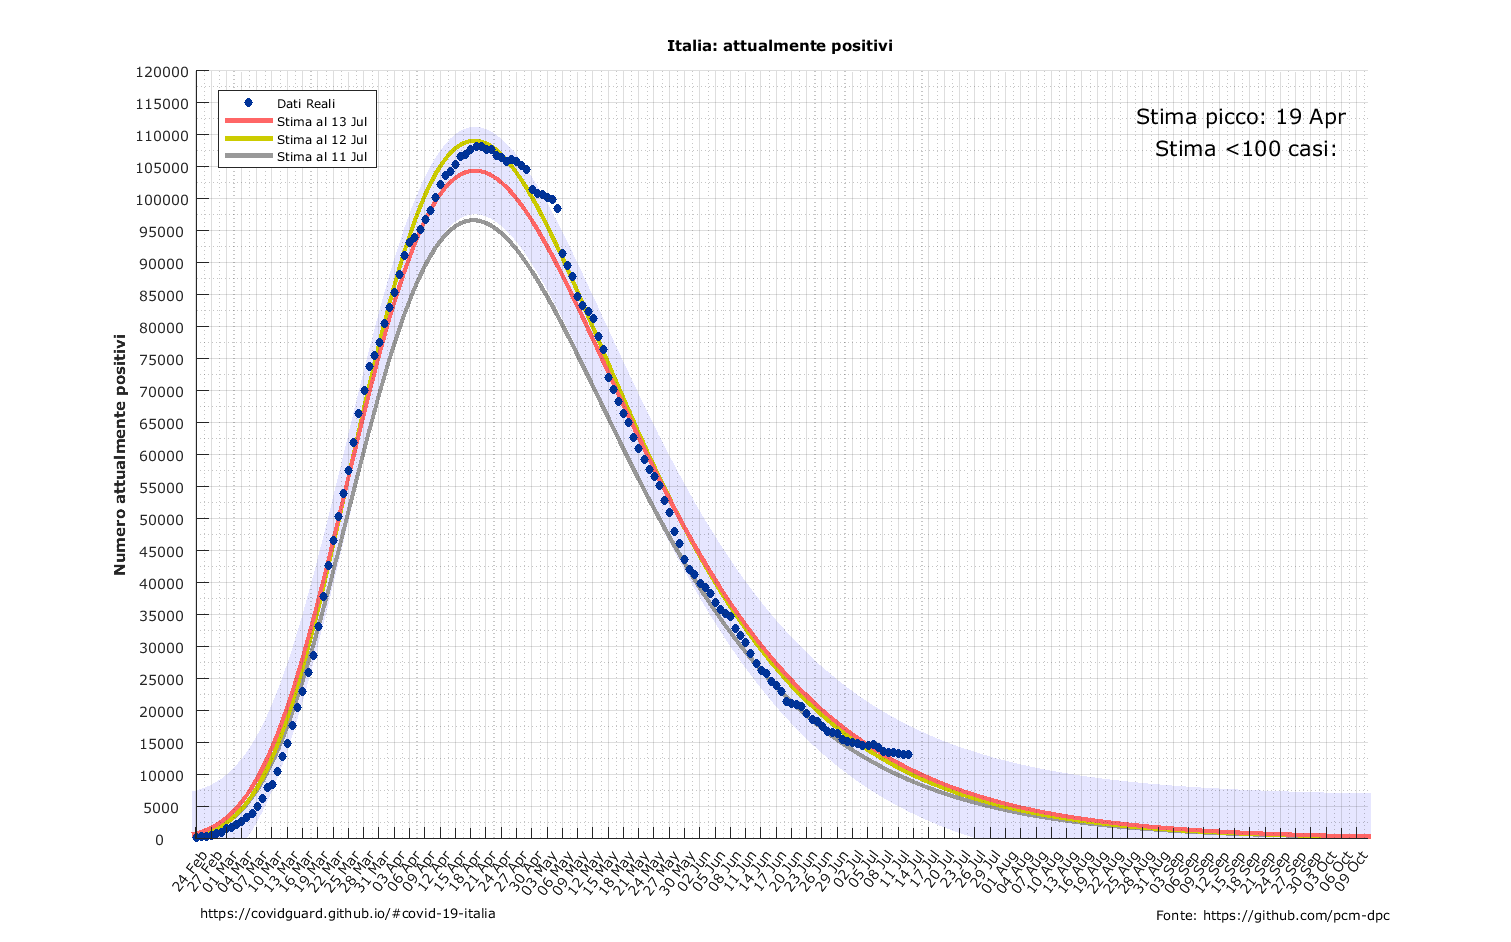 Italia: attualmente positivi
Stima picco: 19 Apr
Stima <100 casi:
Dati Reali
Stima al 13 Jul
Stima al 12 Jul
Stima al 11 Jul
Numero attualmente positivi
120000
115000
110000
105000
100000
95000
90000
85000
80000
75000
70000
65000
60000
55000
50000
45000
40000
35000
30000
25000
20000
15000
10000
5000
0
24 Feb
27 Feb
01 Mar
04 Mar
07 Mar
10 Mar
13 Mar
16 Mar
19 Mar
22 Mar
25 Mar
28 Mar
31 Mar
03 Apr
06 Apr
09 Apr
12 Apr
15 Apr
18 Apr
21 Apr
24 Apr
27 Apr
30 Apr
03 May
06 May
09 May
12 May
15 May
18 May
21 May
24 May
27 May
30 May
02 Jun
05 Jun
08 Jun
11 Jun
14 Jun
17 Jun
20 Jun
23 Jun
26 Jun
29 Jun
02 Jul
05 Jul
08 Jul
11 Jul
14 Jul
17 Jul
20 Jul
23 Jul
26 Jul
29 Jul
01 Aug
04 Aug
07 Aug
10 Aug
13 Aug
16 Aug
19 Aug
22 Aug
25 Aug
28 Aug
31 Aug
03 Sep
06 Sep
09 Sep
12 Sep
15 Sep
18 Sep
21 Sep
24 Sep
27 Sep
30 Sep
03 Oct
06 Oct
09 Oct
https://covidguard.github.io/#covid-19-italia
Fonte: https://github.com/pcm-dpc